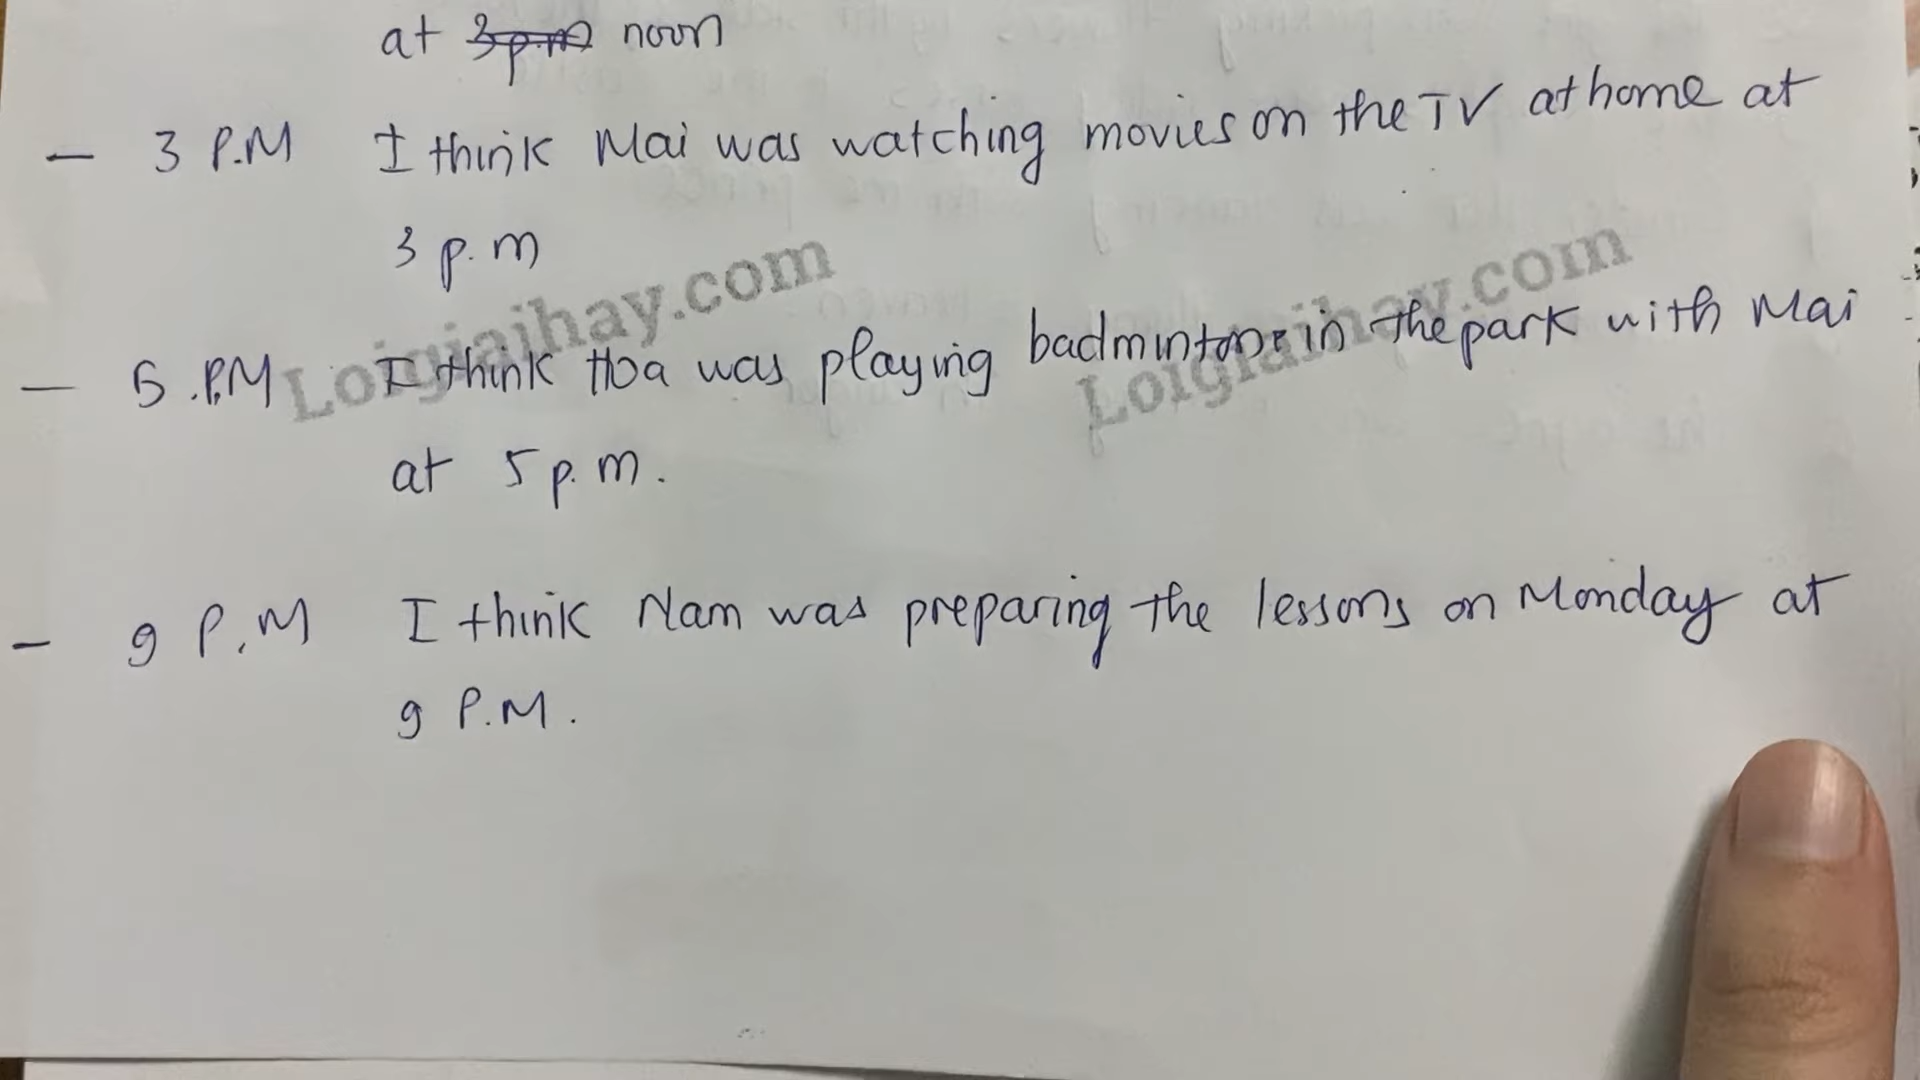 at 3p.m noon
- 3 P.M I think Mai was watching movies on the TV at home at
3 p.m
- 5 .P.M I think Hoa was playing badminton in the park with Mai
at 5 p.m.
- 9 P.M I think Nam was preparing the lessons on Monday at
9 P.M.
Loigiaihay.com
Loigiaihay.com